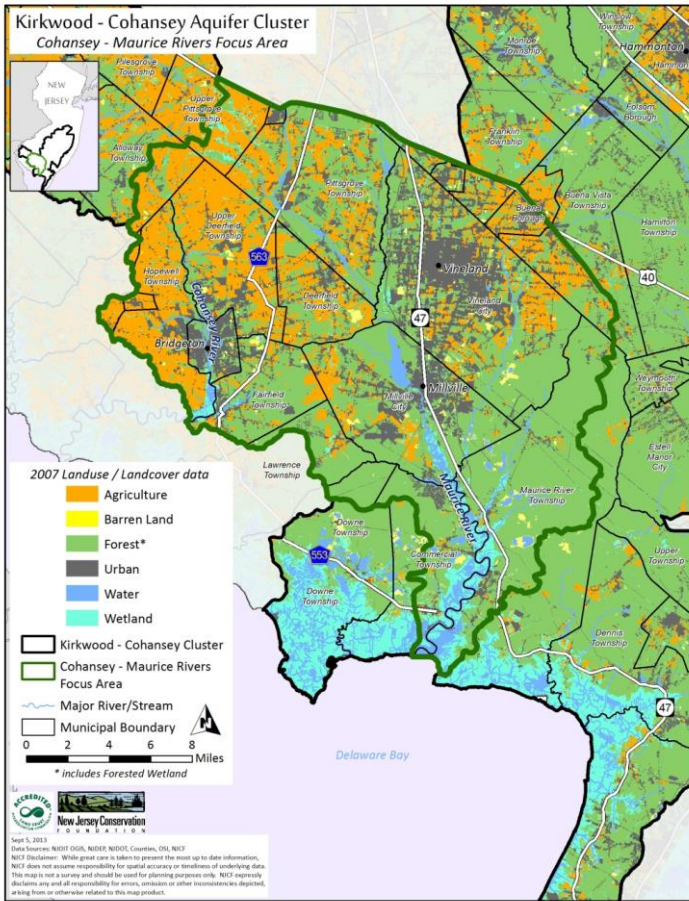 Kirkwood - Cohansey Aquifer Cluster
Cohansey - Maurice Rivers Focus Area
NEW
JERSEY
Pilesgrove
Township
Upper
Pittsgrove
Township
Alloway
Township
Monroe
Township
Winslow
Township
Hammonton
Hammon
Folsom
Borough
Franklin
Township
Pittsgrove
Township
Buena
Borough
Buena Vista
Township
Hamilton
Township
Upper
Deerfield
Township
563
40
Hopewell
Township
Deerfield
Township
Vineland
Vineland
City
47
Cohansey River
Bridgeton
Millville
Millville
City
Weymouth
Township
Fairfield
Township
Estell
Manor
City
Lawrence
Township
Maurice River
Maurice River
Township
Downe
Township
553
Commercial
Township
Upper
Township
Downe
Township
Dennis
Township
47
Delaware Bay
2007 Landuse / Landcover data
Agriculture
Barren Land
Forest*
Urban
Water
Wetland
Kirkwood - Cohansey Cluster
Cohansey - Maurice Rivers
Focus Area
Major River/Stream
Municipal Boundary
N
0 2 4 6 8
Miles
* includes Forested Wetland
ACCREDITED
New Jersey Conservation
FOUNDATION
Sept 5, 2013
Data Sources: NJOIT OGIS, NJDEP, NJDOT, Counties, OSI, NJCF
NJCF Disclaimer: While great care is taken to present the most up to date information,
NJCF does not assume responsibility for spatial accuracy or timeliness of underlying data.
This map is not a survey and should be used for planning purposes only. NJCF expressly
disclaims any and all responsibility for errors, omission or other inconsistencies depicted,
arising from or otherwise related to this map product.